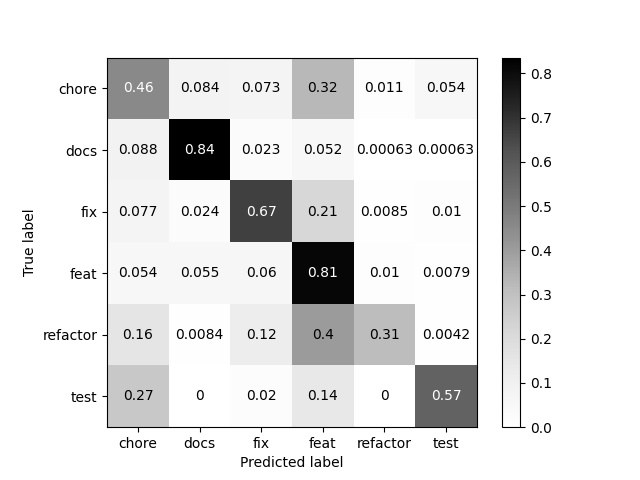 chore 0.46 0.084 0.073 0.32 0.011 0.054
docs 0.088 0.84 0.023 0.052 0.00063 0.00063
fix 0.077 0.024 0.67 0.21 0.0085 0.01
feat 0.054 0.055 0.06 0.81 0.01 0.0079
refactor 0.16 0.0084 0.12 0.4 0.31 0.0042
test 0.27 0 0.02 0.14 0 0.57
chore docs fix feat refactor test
Predicted label
True label
0.8
0.7
0.6
0.5
0.4
0.3
0.2
0.1
0.0